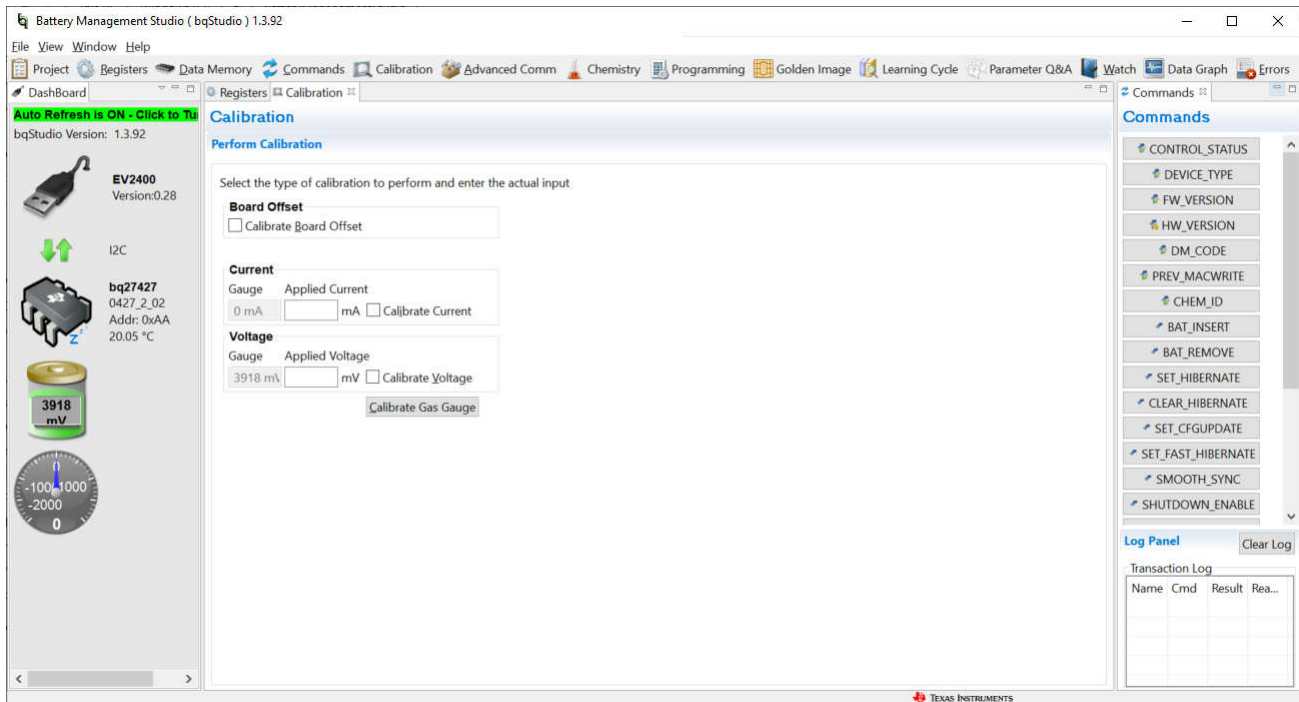 Battery Management Studio ( bqStudio ) 1.3.92
File View Window Help
Project Registers Data Memory Commands Calibration Advanced Comm Chemistry Programming Golden Image Learning Cycle Parameter Q&A Watch Data Graph Errors
DashBoard
Auto Refresh is ON - Click to Tu
bqStudio Version: 1.3.92
EV2400
Version:0.28
I2C
bq27427
0427_2_02
Addr: 0xAA
20.05 °C
z z
3918
mV
0
-100 1000
-2000
0
Registers Calibration
Calibration
Perform Calibration
Select the type of calibration to perform and enter the actual input
Board Offset
Calibrate Board Offset
Current
Gauge Applied Current
0 mA mA Calibrate Current
Voltage
Gauge Applied Voltage
3918 mV mV Calibrate Voltage
Calibrate Gas Gauge
Commands
Commands
CONTROL_STATUS
DEVICE_TYPE
FW_VERSION
HW_VERSION
DM_CODE
PREV_MACWRITE
CHEM_ID
BAT_INSERT
BAT_REMOVE
SET_HIBERNATE
CLEAR_HIBERNATE
SET_CFGUPDATE
SET_FAST_HIBERNATE
SMOOTH_SYNC
SHUTDOWN_ENABLE
Log Panel Clear Log
Transaction Log
Name Cmd Result Rea...
TEXAS INSTRUMENTS